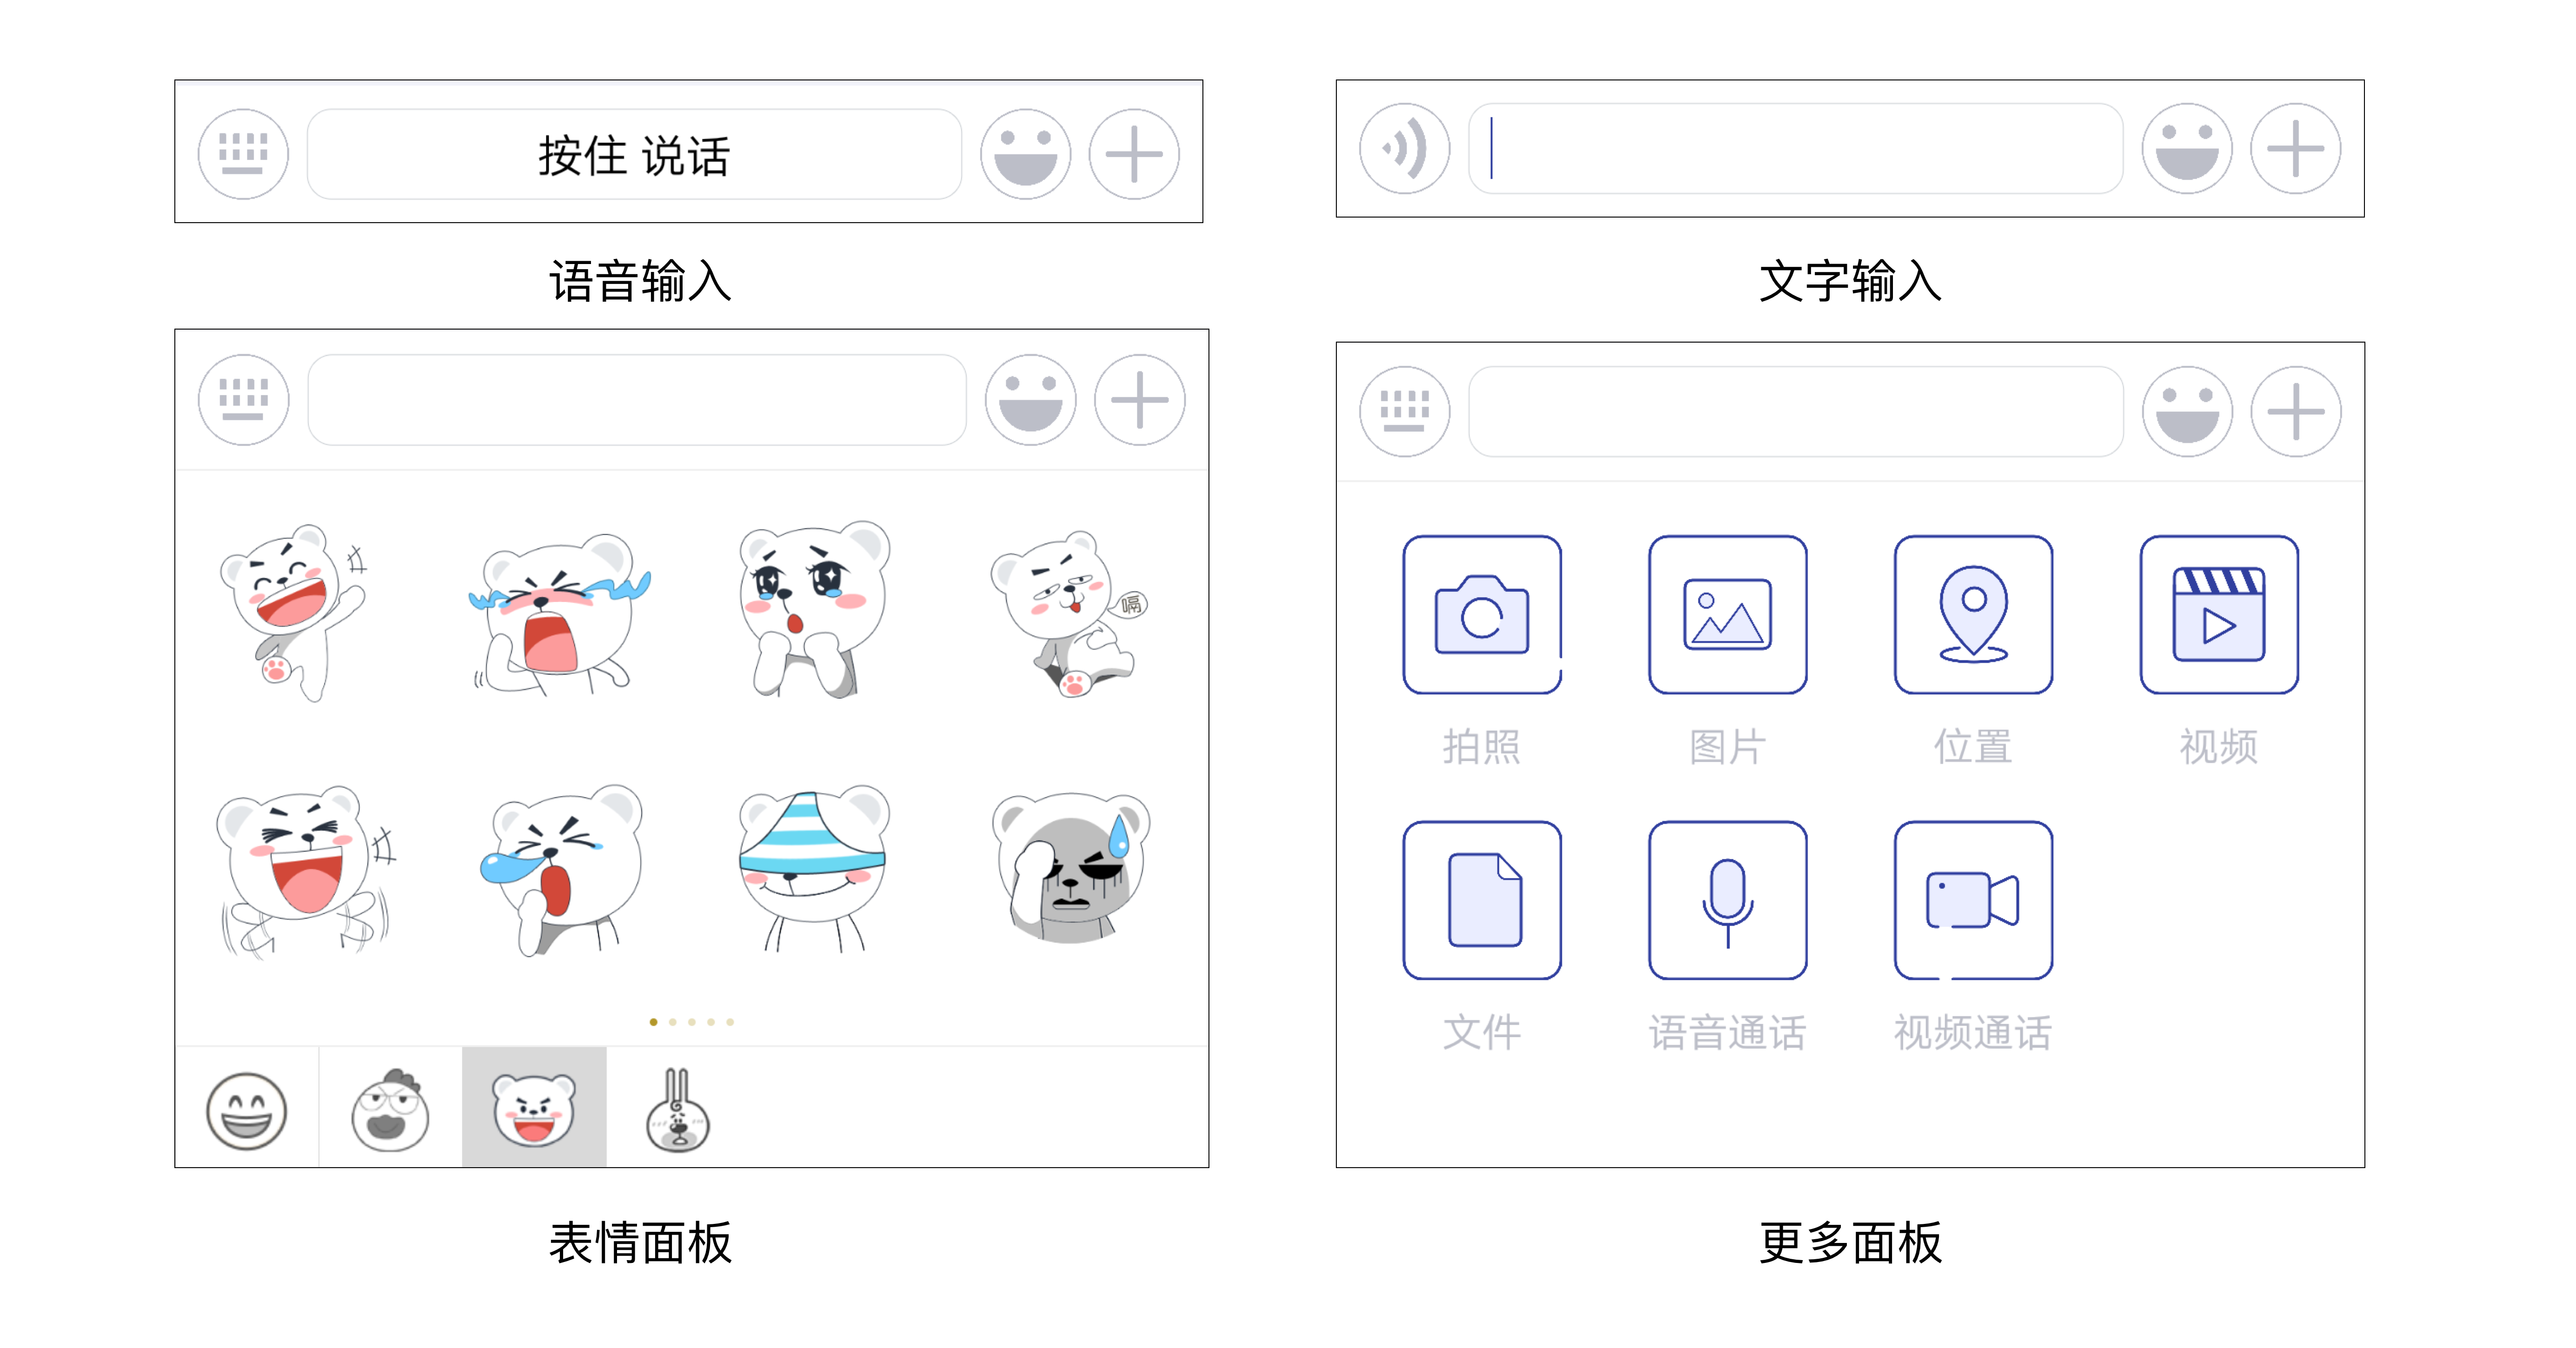 按住 说话
语音输入
文字输入
嗝
表情面板
拍照
图片
位置
视频
文件
语音通话
视频通话
更多面板